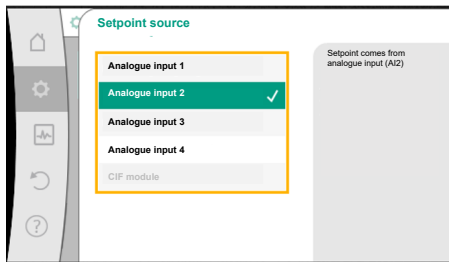 Setpoint source
Analogue input 1
Analogue input 2
Analogue input 3
Analogue input 4
CIF module
Setpoint comes from
analogue input (AI2)
?